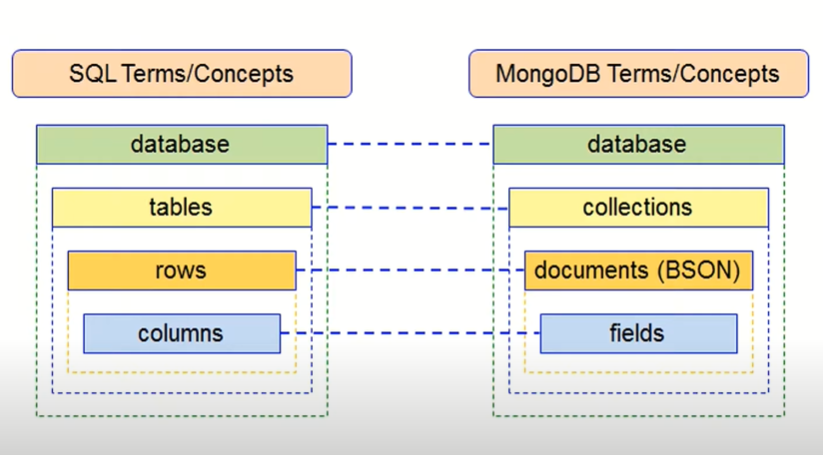 SQL Terms/Concepts
MongoDB Terms/Concepts
database
database
tables
collections
rows
documents (BSON)
columns
fields